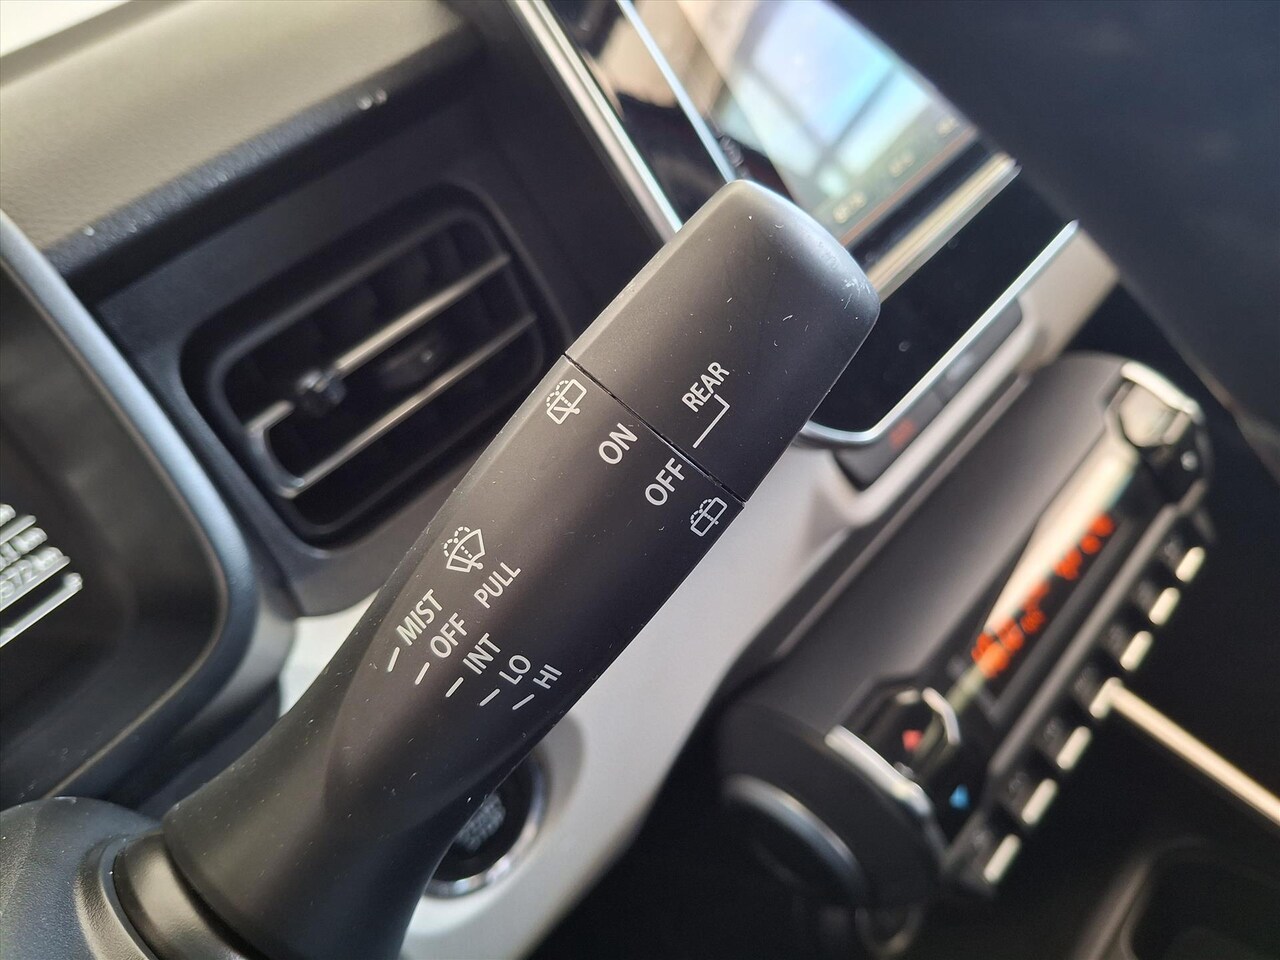 REAR
ON
OFF
PULL
MIST
OFF
INT
LO
HI